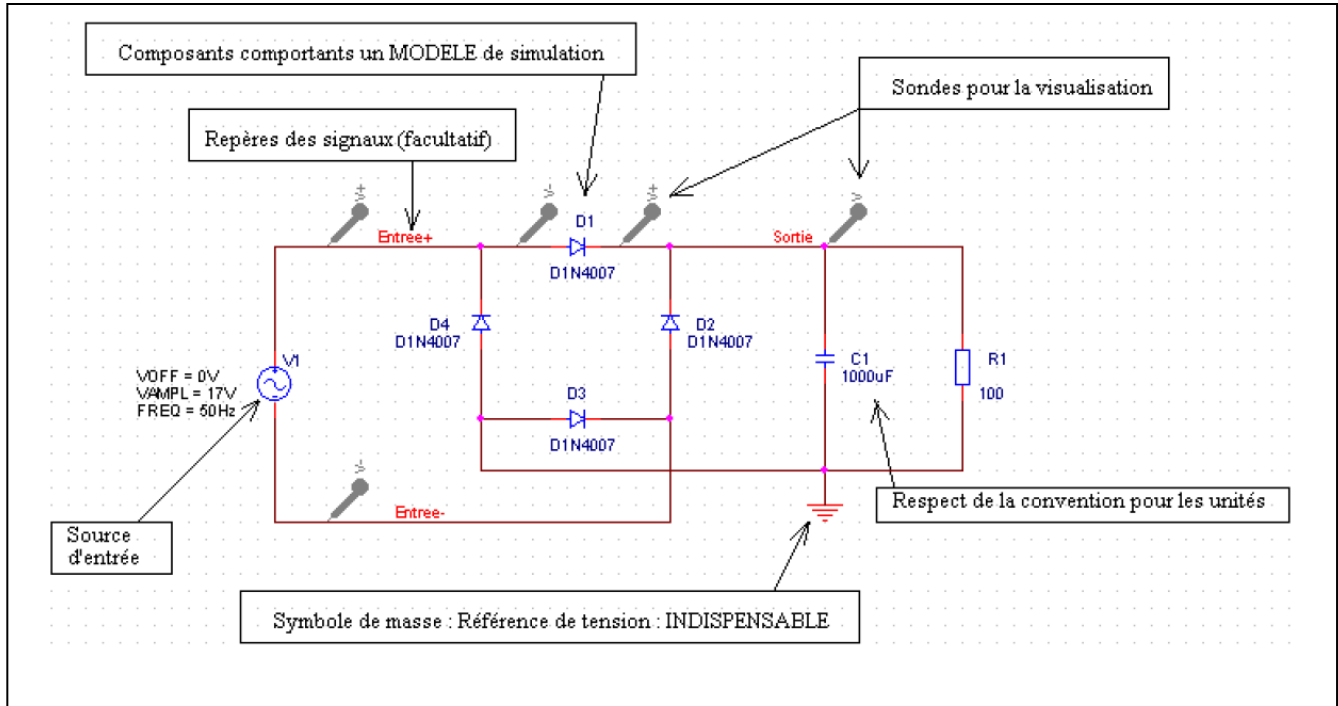 Composants comportants un MODELE de simulation
Sondes pour la visualisation
Repères des signaux (facultatif)
V+
V-
V+
V
D1
Entree+
Sortie
D1N4007
D4
D1N4007
D2
D1N4007
V1
VOFF = 0V
VAMPL = 17V
FREQ = 50Hz
C1
1000uF
R1
100
D3
D1N4007
V-
Entree-
Respect de la convention pour les unités
Source
d'entrée
Symbole de masse : Référence de tension : INDISPENSABLE